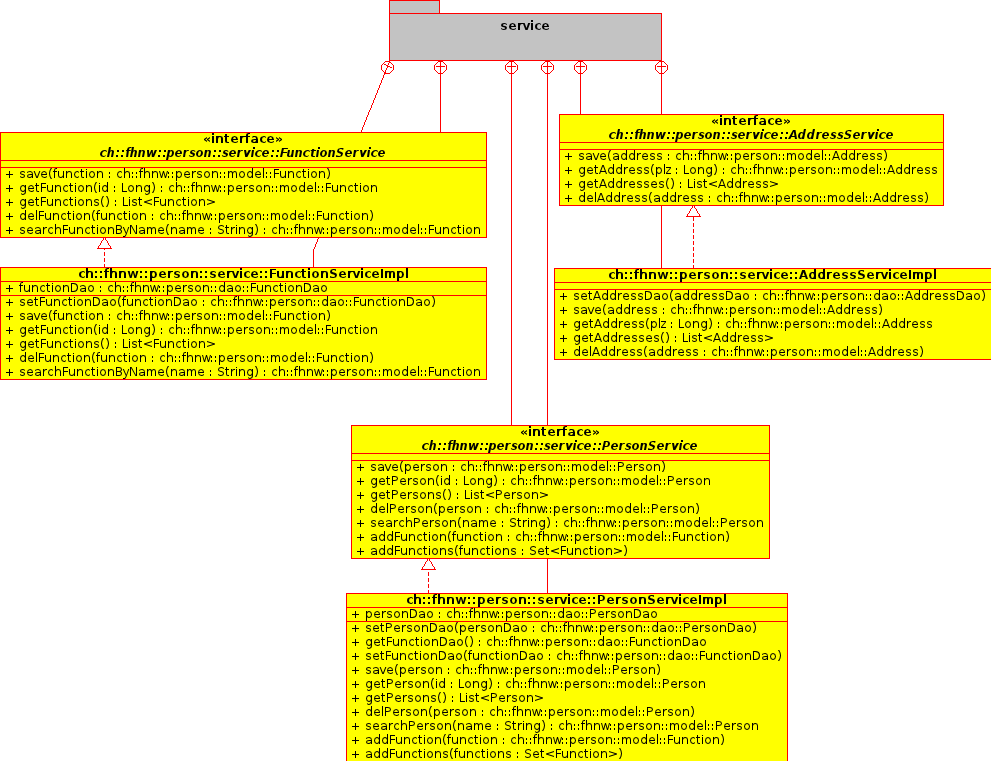 service
«interface»
ch::fhnw::person::service::FunctionService
+ save(function : ch::fhnw::person::model::Function)
+ getFunction(id : Long) : ch::fhnw::person::model::Function
+ getFunctions() : List<Function>
+ delFunction(function : ch::fhnw::person::model::Function)
+ searchFunctionByName(name : String) : ch::fhnw::person::model::Function
«interface»
ch::fhnw::person::service::AddressService
+ save(address : ch::fhnw::person::model::Address)
+ getAddress(plz : Long) : ch::fhnw::person::model::Address
+ getAddresses() : List<Address>
+ delAddress(address : ch::fhnw::person::model::Address)
ch::fhnw::person::service::FunctionServiceImpl
+ functionDao : ch::fhnw::person::dao::FunctionDao
+ setFunctionDao(functionDao : ch::fhnw::person::dao::FunctionDao)
+ save(function : ch::fhnw::person::model::Function)
+ getFunction(id : Long) : ch::fhnw::person::model::Function
+ getFunctions() : List<Function>
+ delFunction(function : ch::fhnw::person::model::Function)
+ searchFunctionByName(name : String) : ch::fhnw::person::model::Function
ch::fhnw::person::service::AddressServiceImpl
+ setAddressDao(addressDao : ch::fhnw::person::dao::AddressDao)
+ save(address : ch::fhnw::person::model::Address)
+ getAddress(plz : Long) : ch::fhnw::person::model::Address
+ getAddresses() : List<Address>
+ delAddress(address : ch::fhnw::person::model::Address)
«interface»
ch::fhnw::person::service::PersonService
+ save(person : ch::fhnw::person::model::Person)
+ getPerson(id : Long) : ch::fhnw::person::model::Person
+ getPersons() : List<Person>
+ delPerson(person : ch::fhnw::person::model::Person)
+ searchPerson(name : String) : ch::fhnw::person::model::Person
+ addFunction(function : ch::fhnw::person::model::Function)
+ addFunctions(functions : Set<Function>)
ch::fhnw::person::service::PersonServiceImpl
+ personDao : ch::fhnw::person::dao::PersonDao
+ setPersonDao(personDao : ch::fhnw::person::dao::PersonDao)
+ getFunctionDao() : ch::fhnw::person::dao::FunctionDao
+ setFunctionDao(functionDao : ch::fhnw::person::dao::FunctionDao)
+ save(person : ch::fhnw::person::model::Person)
+ getPerson(id : Long) : ch::fhnw::person::model::Person
+ getPersons() : List<Person>
+ delPerson(person : ch::fhnw::person::model::Person)
+ searchPerson(name : String) : ch::fhnw::person::model::Person
+ addFunction(function : ch::fhnw::person::model::Function)
+ addFunctions(functions : Set<Function>)